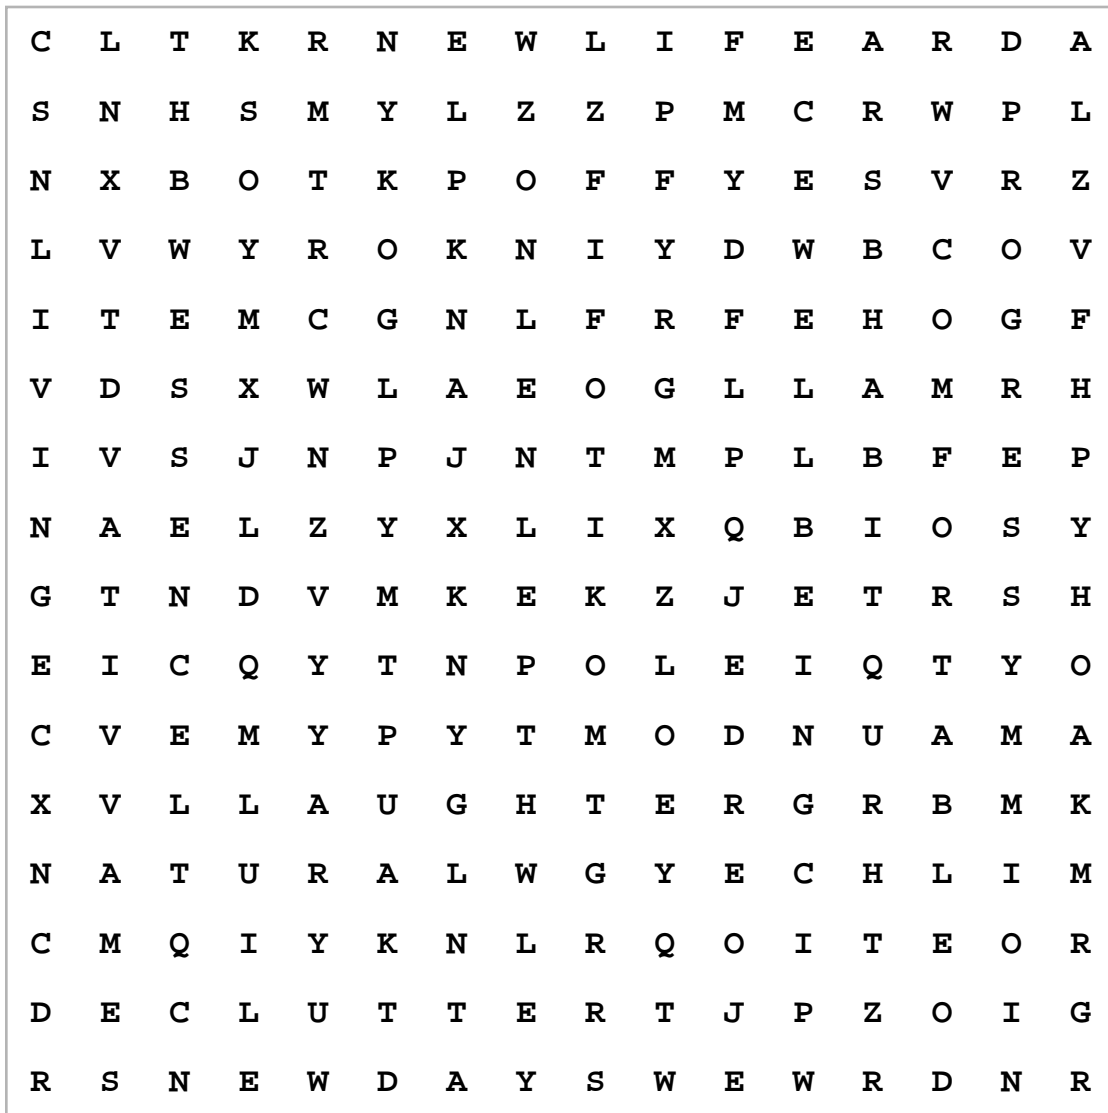 C L T K R N E W L I F E A R D A
S N H S M Y L Z Z P M C R W P L
N X B O T K P O F F Y E S V R Z
L V W Y R O K N I Y D W B C O V
I T E M C G N L F R F E H O G F
V D S X W L A E O G L L A M R H
I V S J N P J N T M P L B F E P
N A E L Z Y X L I X Q B I O S Y
G T N D V M K E K Z J E T R S H
E I C Q Y T N P O L E I Q T Y O
C V E M Y P Y T M O D N U A M A
X V L L A U G H T E R G R B M K
N A T U R A L W G Y E C H L I M
C M Q I Y K N L R Q O I T E O R
D E C L U T T E R T J P Z O I G
R S N E W D A Y S W E W R D N R